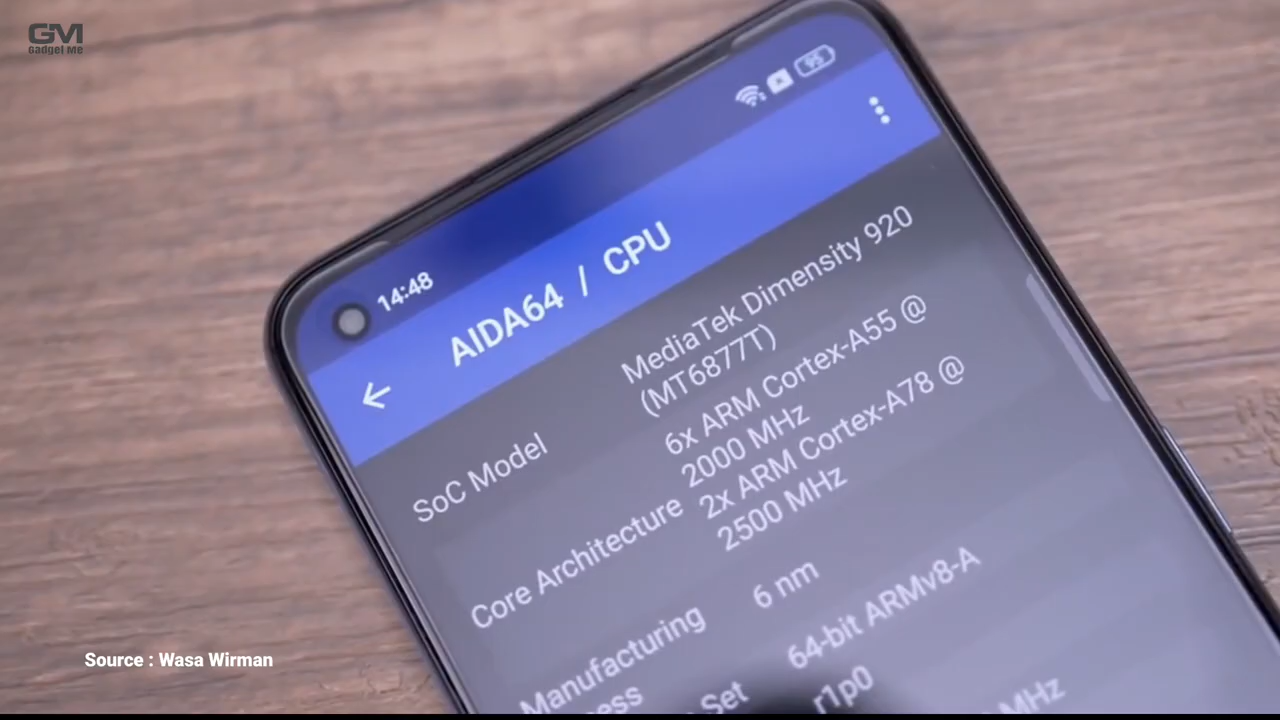 GM
Gadget Me
95
14:48
AIDA64 / CPU
SoC Model
MediaTek Dimensity 920
(MT6877T)
Core Architecture
6x ARM Cortex-A55 @
2000 MHz
2x ARM Cortex-A78 @
2500 MHz
Manufacturing
6 nm
Set
64-bit ARMv8-A
r1p0
MHz
Source : Wasa Wirman